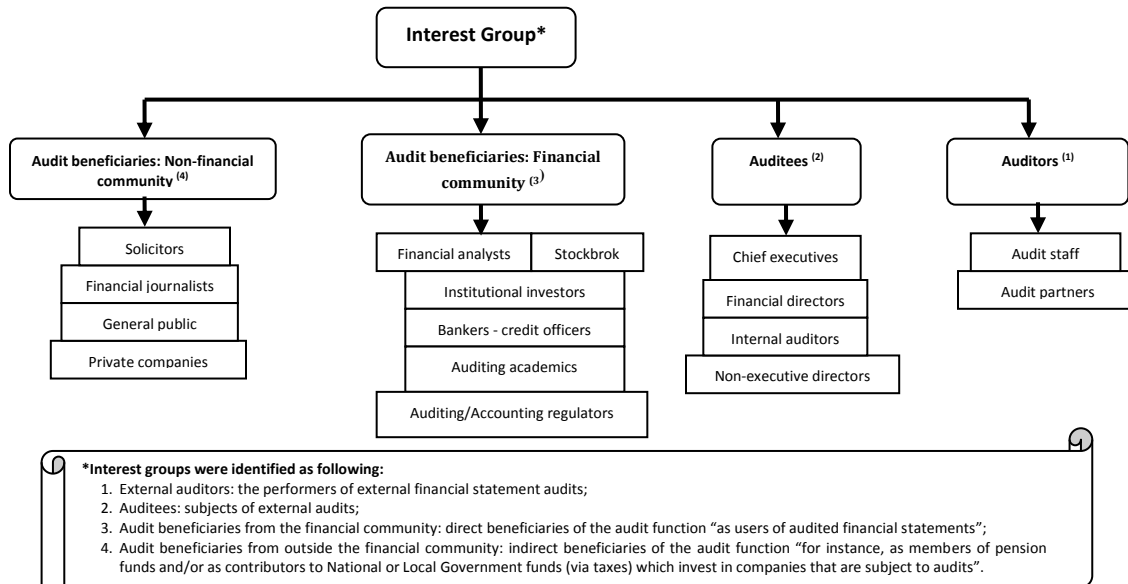 Interest Group*
Audit beneficiaries: Non-financial
community (4)
Audit beneficiaries: Financial
community (3)
Auditees (2)
Auditors (1)
Solicitors
Financial journalists
General public
Private companies
Financial analysts
Stockbrok
Institutional investors
Bankers - credit officers
Auditing academics
Auditing/Accounting regulators
Chief executives
Financial directors
Internal auditors
Non-executive directors
Audit staff
Audit partners
*Interest groups were identified as following:
1. External auditors: the performers of external financial statement audits;
2. Auditees: subjects of external audits;
3. Audit beneficiaries from the financial community: direct beneficiaries of the audit function “as users of audited financial statements”;
4. Audit beneficiaries from outside the financial community: indirect beneficiaries of the audit function “for instance, as members of pension
funds and/or as contributors to National or Local Government funds (via taxes) which invest in companies that are subject to audits”.